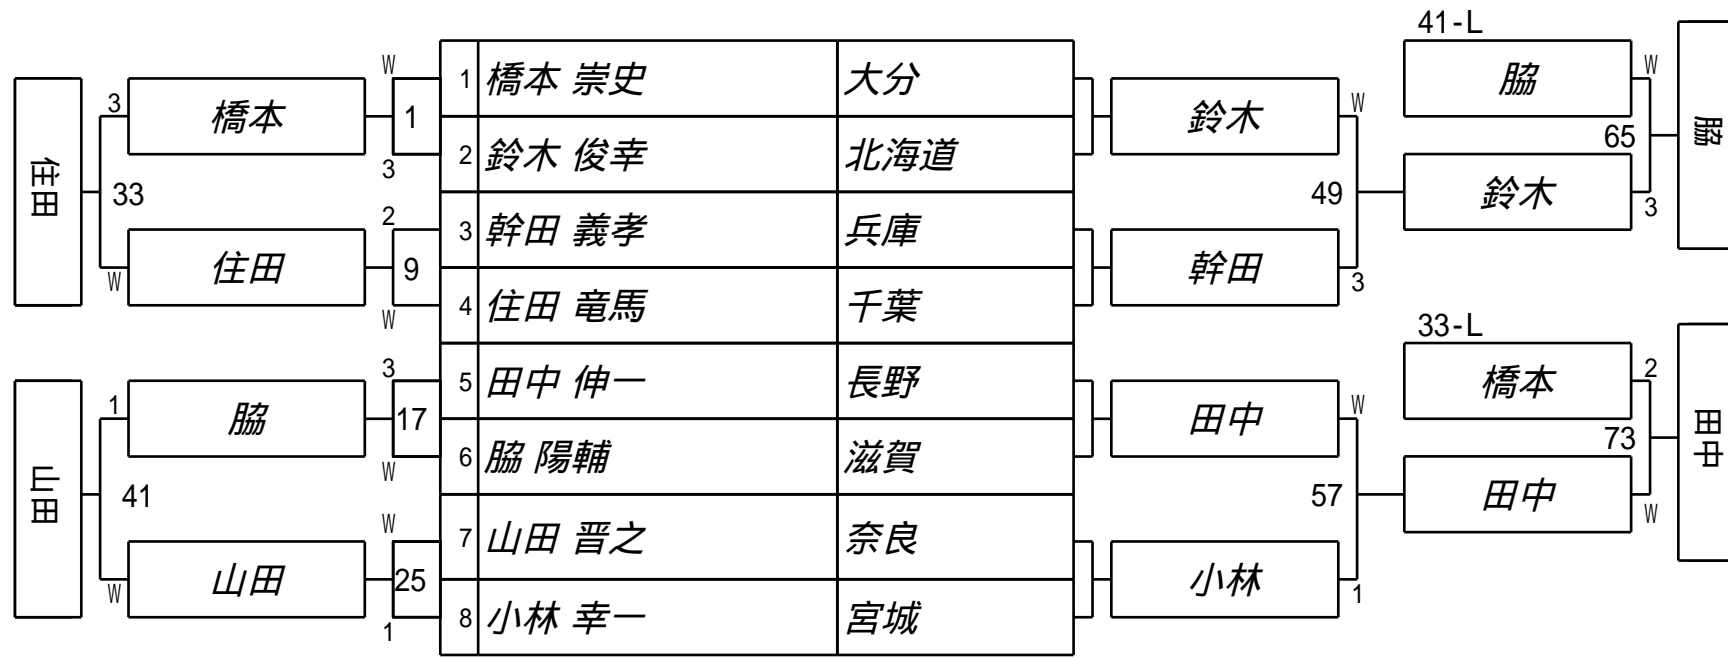 41-L
W
1 橋本 崇史 大分
脇
W
3
橋本
1
鈴木
W
脇
65
2 鈴木 俊幸 北海道
3
住田
33
49
鈴木
3
2
3 幹田 義孝 兵庫
住田
9
幹田
W
3
4 住田 竜馬 千葉
W
33-L
3
5 田中 伸一 長野
橋本
2
1
脇
17
田中
W
田中
73
6 脇 陽輔 滋賀
W
山田
41
57
田中
W
W
7 山田 晋之 奈良
山田
25
小林
W
1
8 小林 幸一 宮城
1